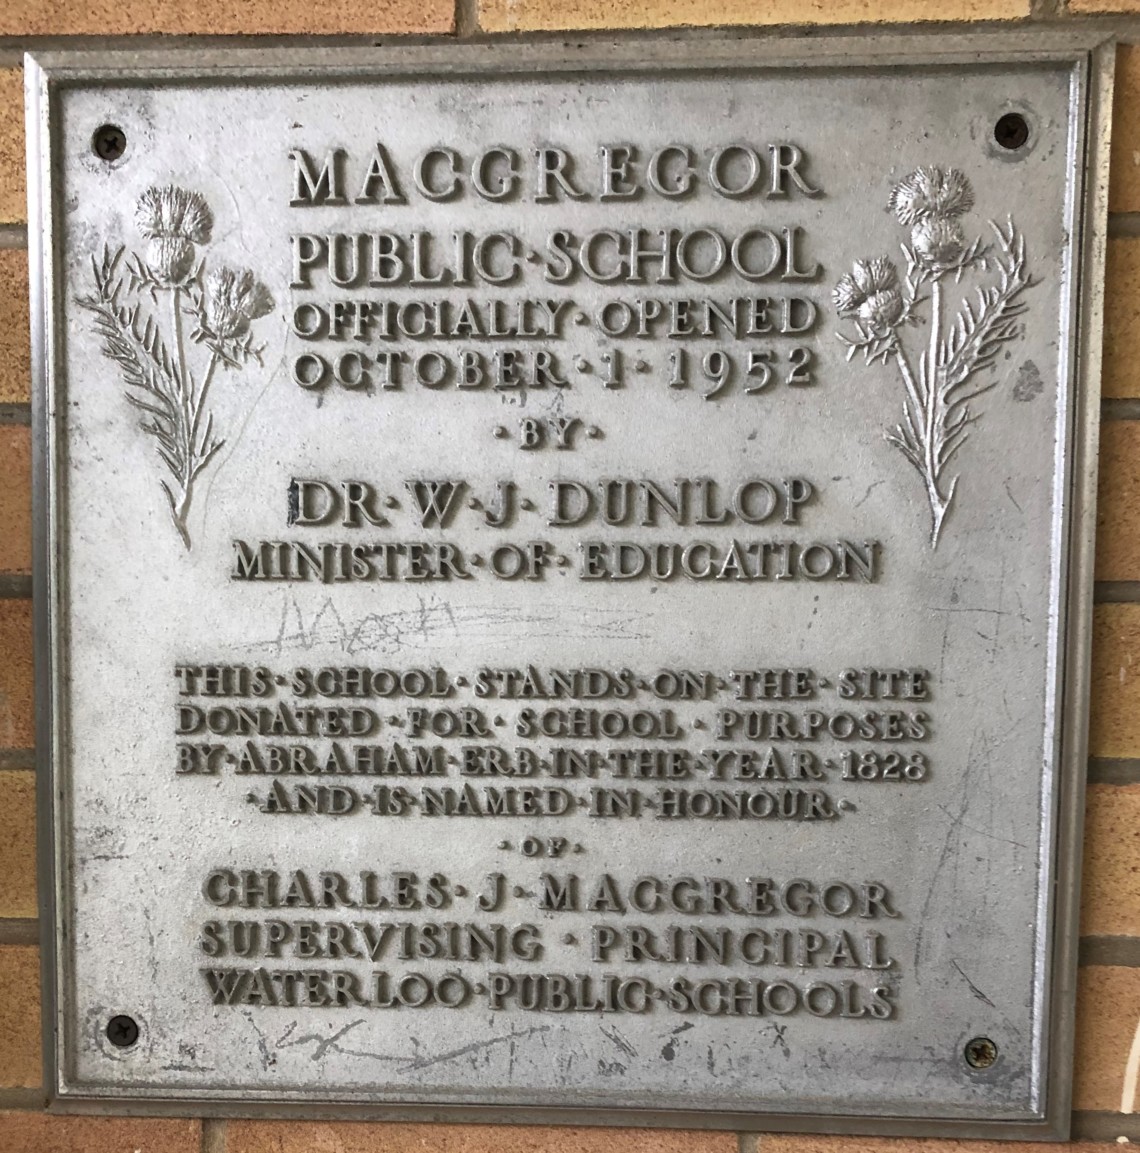 MACGREGOR
PUBLIC·SCHOOL
OFFICIALLY·OPENED
OCTOBER·1·1952
·BY·
DR·W·J·DUNLOP
MINISTER·OF·EDUCATION
THIS·SCHOOL·STANDS·ON·THE·SITE
DONATED·FOR·SCHOOL·PURPOSES
BY·ABRAHAM·ERB·IN·THE·YEAR·1828
·AND·IS·NAMED·IN·HONOUR·
·OF·
CHARLES·J·MACGREGOR
SUPERVISING·PRINCIPAL
WATERLOO·PUBLIC·SCHOOLS